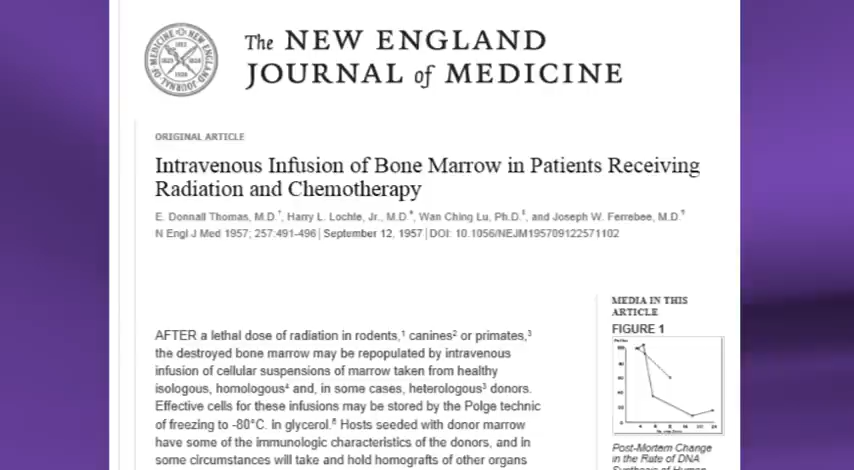 The NEW ENGLAND
JOURNAL of MEDICINE
ORIGINAL ARTICLE
Intravenous Infusion of Bone Marrow in Patients Receiving
Radiation and Chemotherapy
E. Donnall Thomas, M.D.†, Harry L. Lochte, Jr., M.D.*, Wan Ching Lu, Ph.D.‡, and Joseph W. Ferrebee, M.D.§
N Engl J Med 1957; 257:491-496 | September 12, 1957 | DOI: 10.1056/NEJM195709122571102
AFTER a lethal dose of radiation in rodents,¹ canines² or primates,³
the destroyed bone marrow may be repopulated by intravenous
infusion of cellular suspensions of marrow taken from healthy
isologous, homologous⁴ and, in some cases, heterologous³ donors.
Effective cells for these infusions may be stored by the Polge technic
of freezing to -80°C. in glycerol.⁵ Hosts seeded with donor marrow
have some of the immunologic characteristics of the donors, and in
some circumstances will take and hold homografts of other organs
MEDIA IN THIS
ARTICLE
FIGURE 1
Post-Mortem Change
in the Rate of DNA
Synthesis of Human